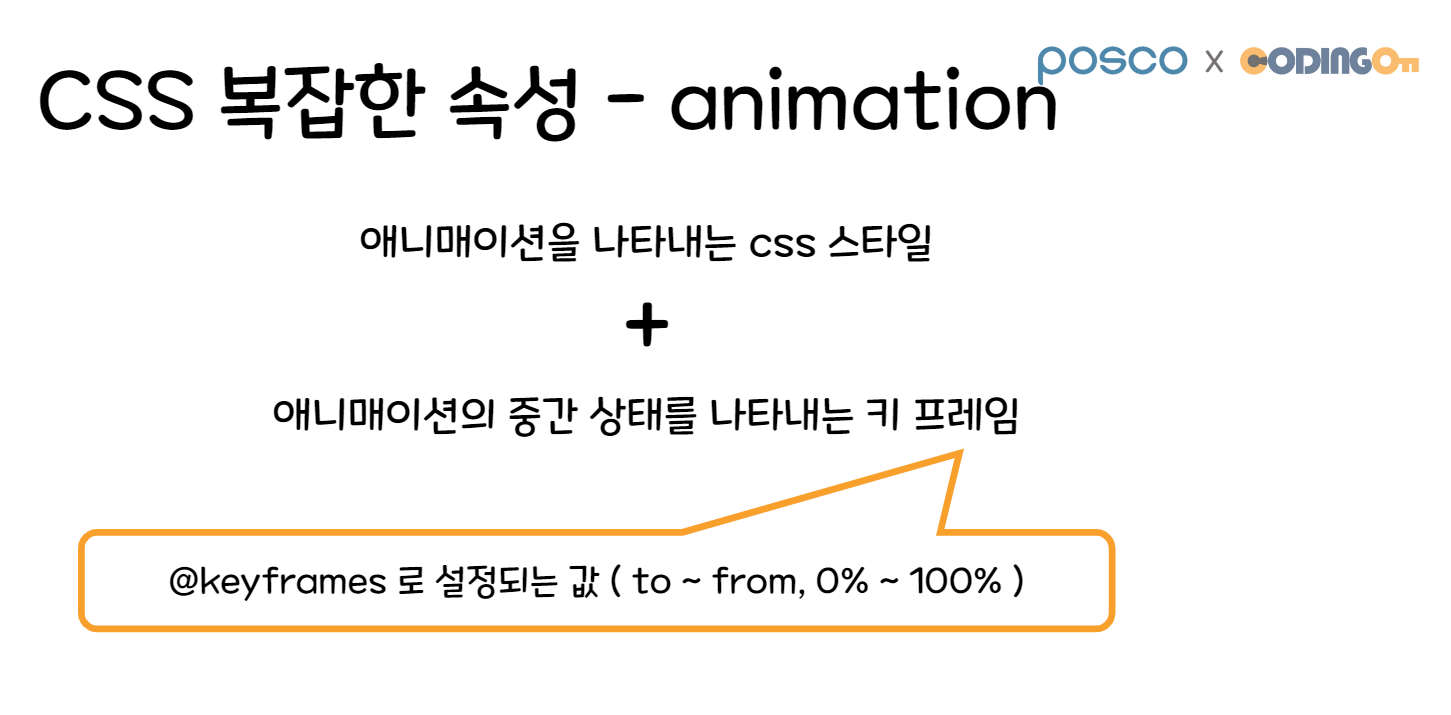 posco x CODINGOn
CSS 복잡한 속성 - animation
애니매이션을 나타내는 css 스타일
+
애니매이션의 중간 상태를 나타내는 키 프레임
@keyframes 로 설정되는 값 ( to ~ from, 0% ~ 100% )